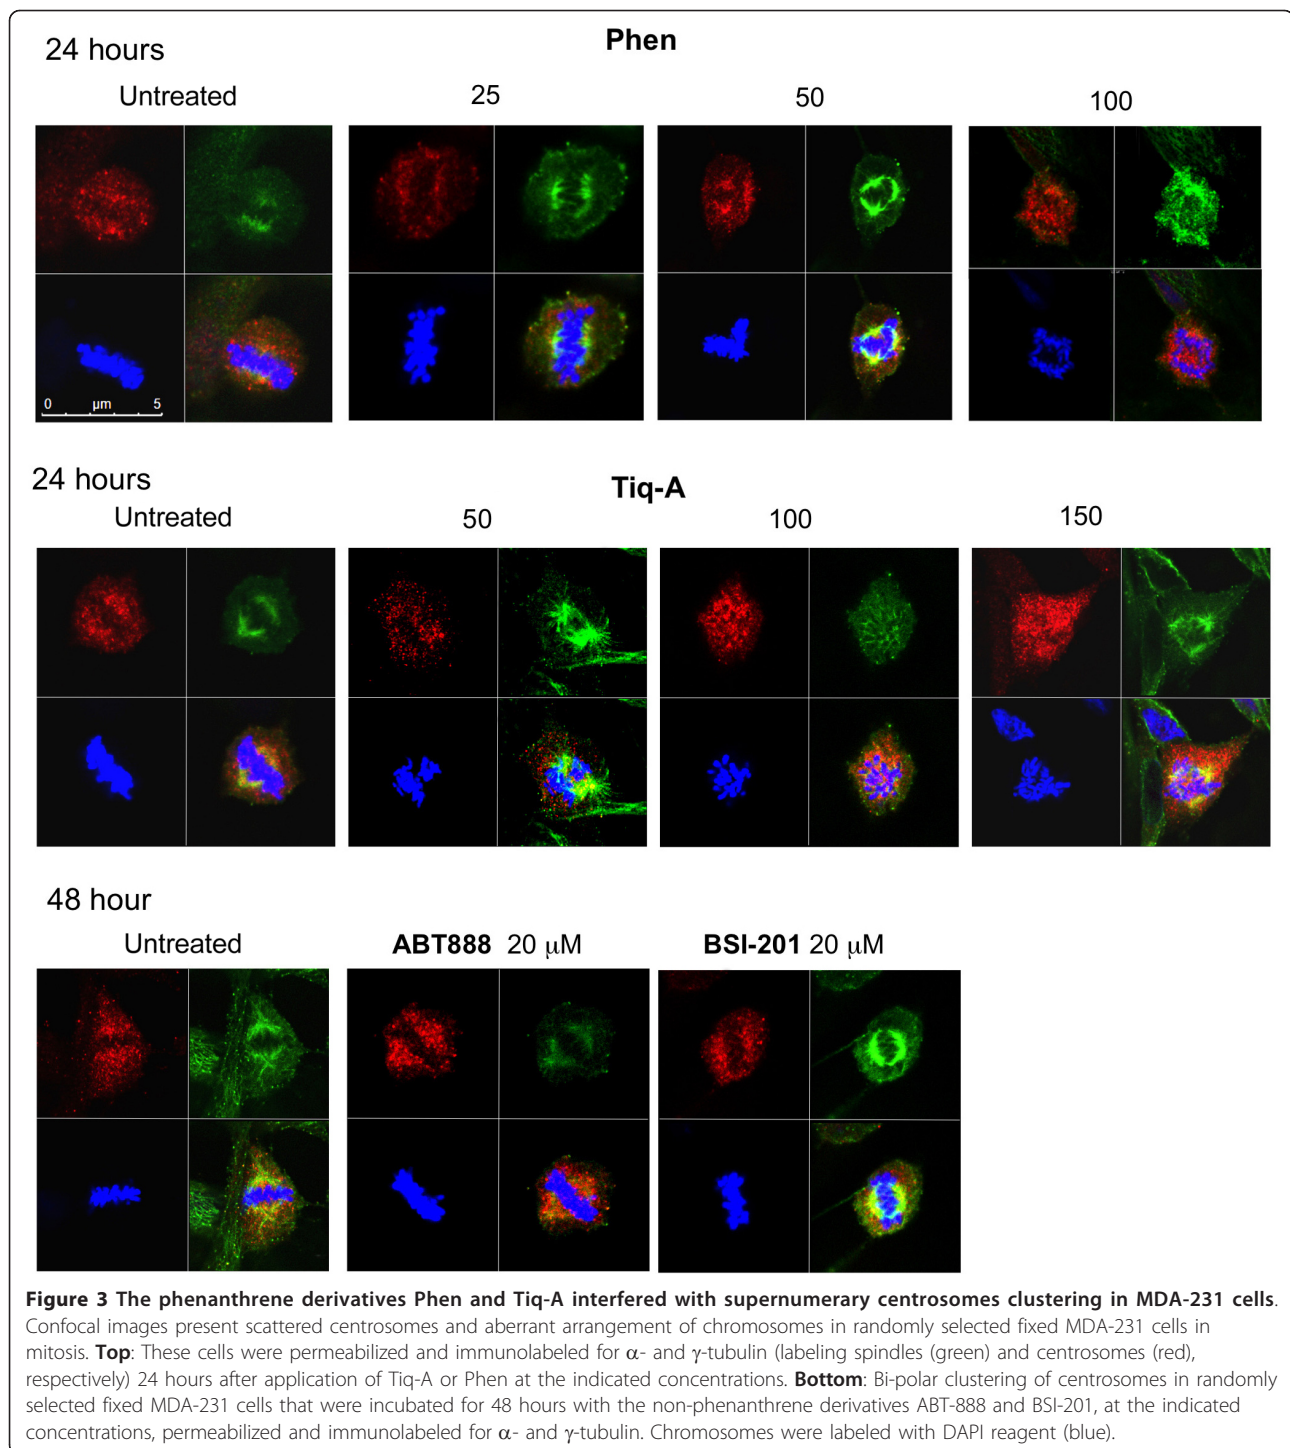 24 hours
Phen
Untreated
25
50
100
0 µm 5
24 hours
Tiq-A
Untreated
50
100
150
48 hour
Untreated
ABT888 20 µM
BSI-201 20 µM
Figure 3 The phenanthrene derivatives Phen and Tiq-A interfered with supernumerary centrosomes clustering in MDA-231 cells.
Confocal images present scattered centrosomes and aberrant arrangement of chromosomes in randomly selected fixed MDA-231 cells in
mitosis. Top: These cells were permeabilized and immunolabeled for α- and γ-tubulin (labeling spindles (green) and centrosomes (red),
respectively) 24 hours after application of Tiq-A or Phen at the indicated concentrations. Bottom: Bi-polar clustering of centrosomes in randomly
selected fixed MDA-231 cells that were incubated for 48 hours with the non-phenanthrene derivatives ABT-888 and BSI-201, at the indicated
concentrations, permeabilized and immunolabeled for α- and γ-tubulin. Chromosomes were labeled with DAPI reagent (blue).